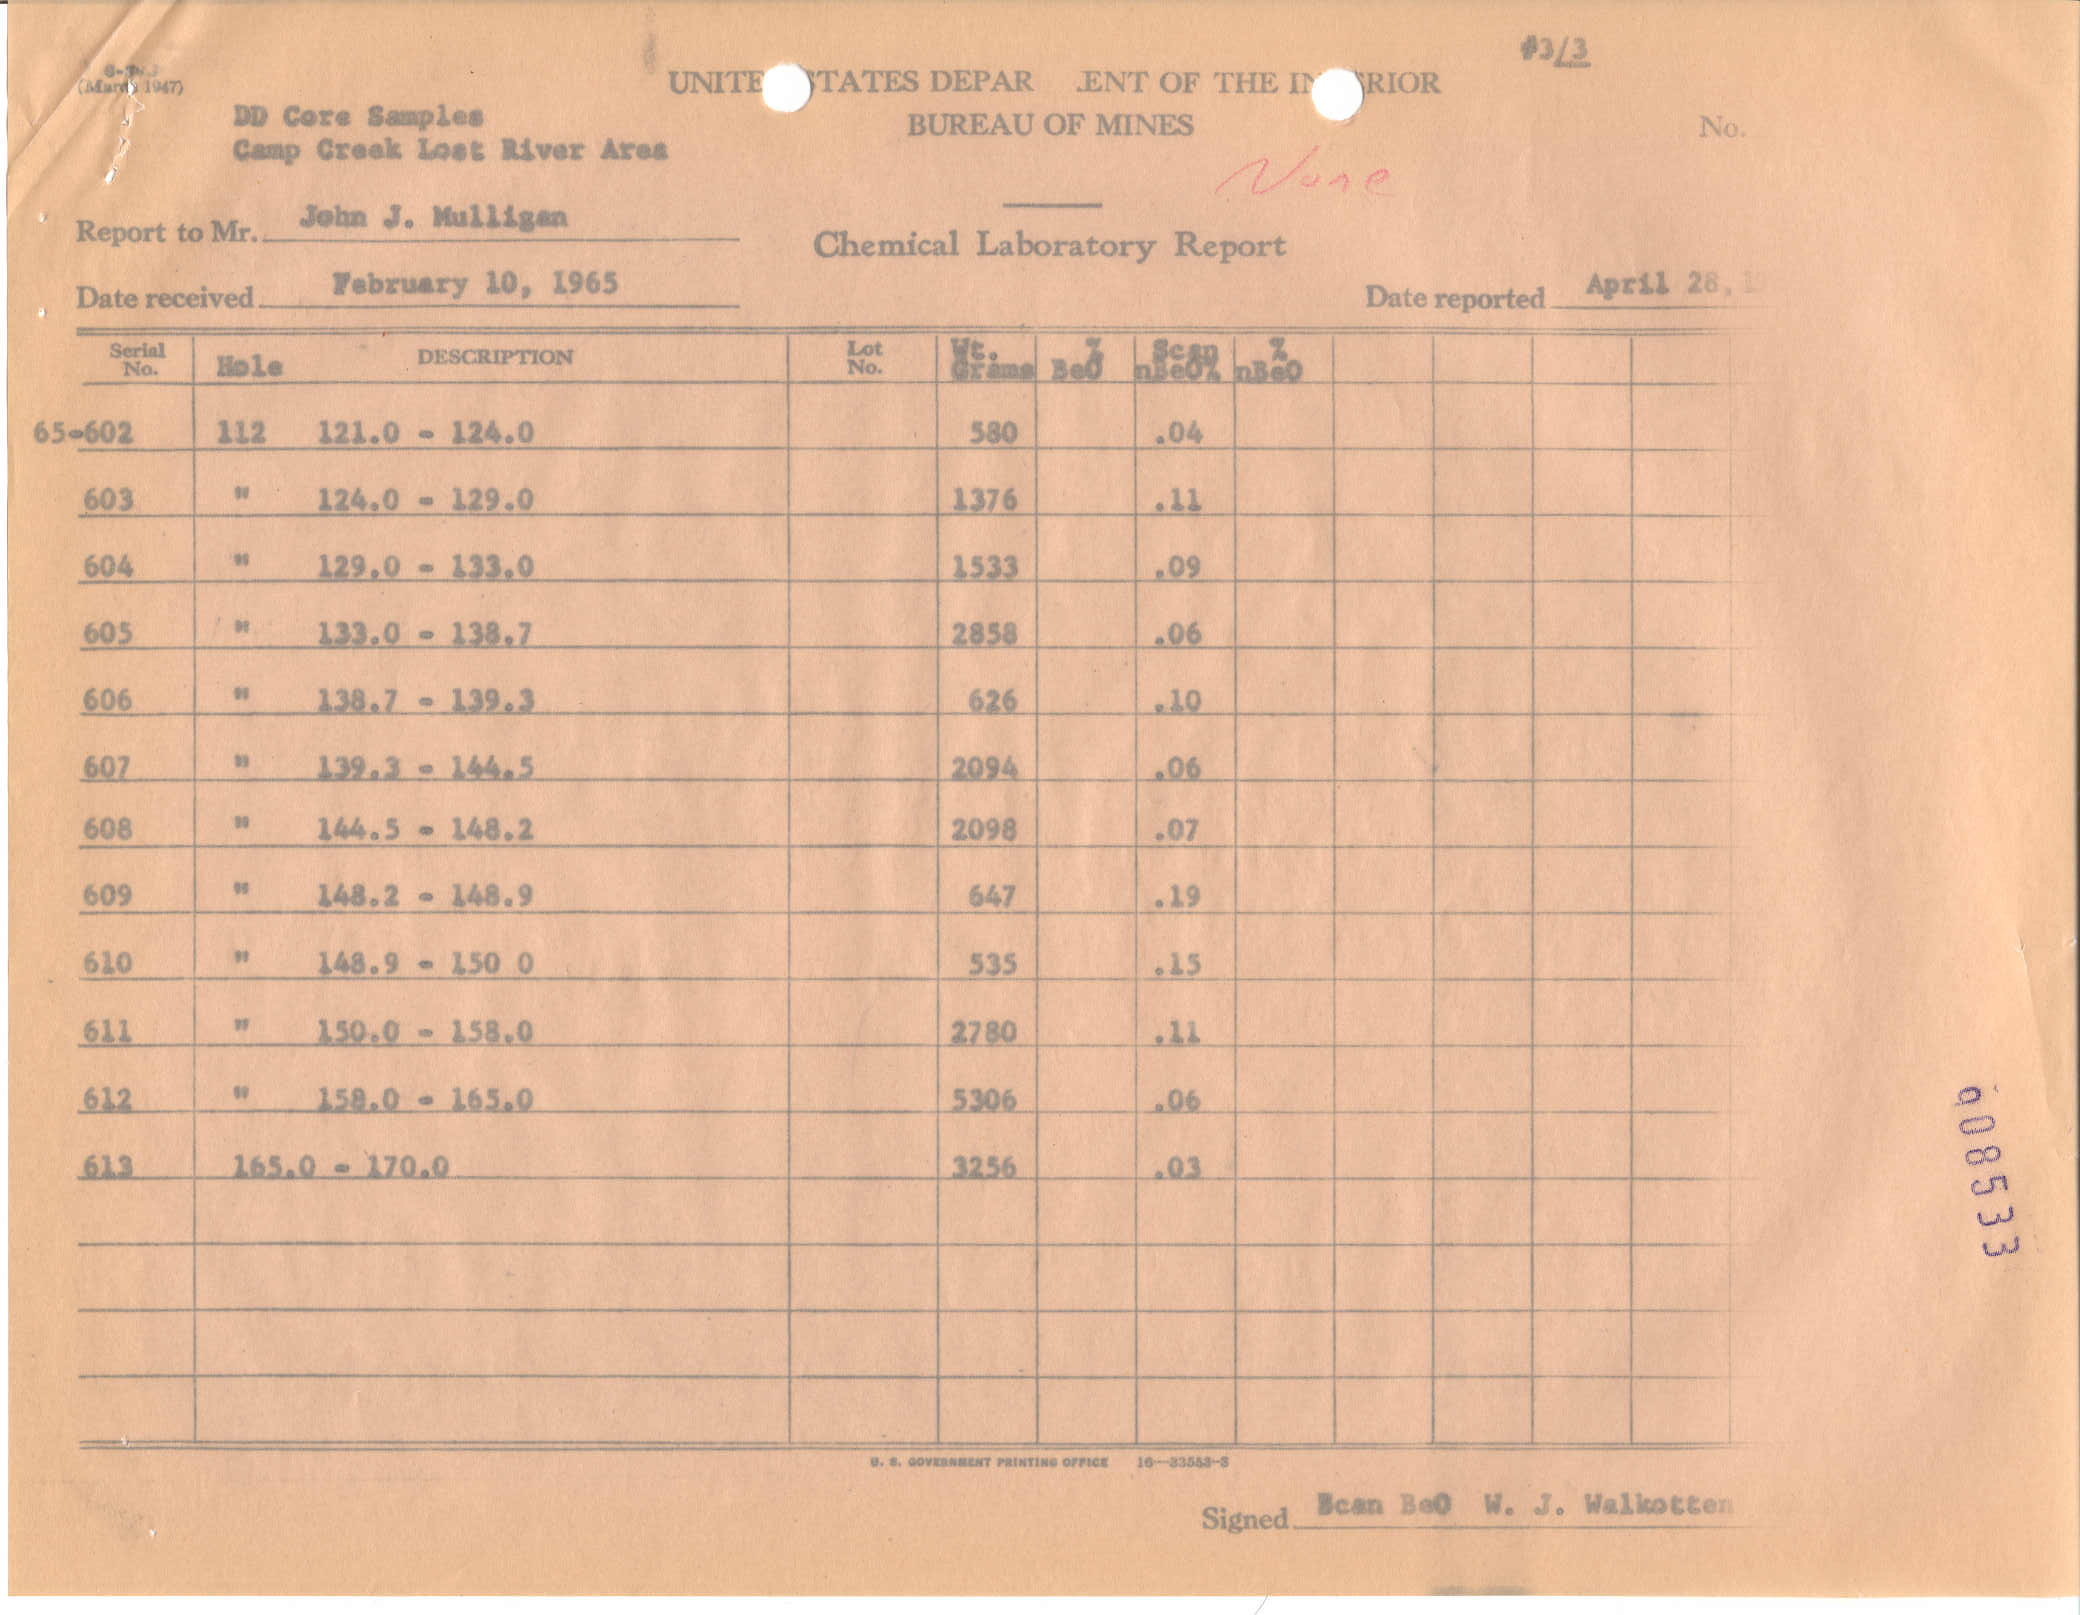 #3/3
(March 1947)
UNITE STATES DEPAR ENT OF THE IN RIOR
DD Core Samples
BUREAU OF MINES
No.
Camp Creek Lost River Area
None
Report to Mr. John J. Mulligan
Chemical Laboratory Report
Date received February 10, 1965
Date reported April 28, 1
Serial No. Hole DESCRIPTION Lot No. Wt. Grams % BeO Scan nBeO% % nBeO
65-602 112 121.0 - 124.0 580 .04
603 " 124.0 - 129.0 1376 .11
604 " 129.0 - 133.0 1533 .09
605 " 133.0 - 138.7 2858 .06
606 " 138.7 - 139.3 626 .10
607 " 139.3 - 144.5 2094 .06
608 " 144.5 - 148.2 2098 .07
609 " 148.2 - 148.9 647 .19
610 " 148.9 - 150 0 535 .15
611 " 150.0 - 158.0 2780 .11
612 " 158.0 - 165.0 5306 .06
613 165.0 - 170.0 3256 .03
U. S. GOVERNMENT PRINTING OFFICE 16—33553-S
Signed Bcan BeO W. J. Walkotten
008533